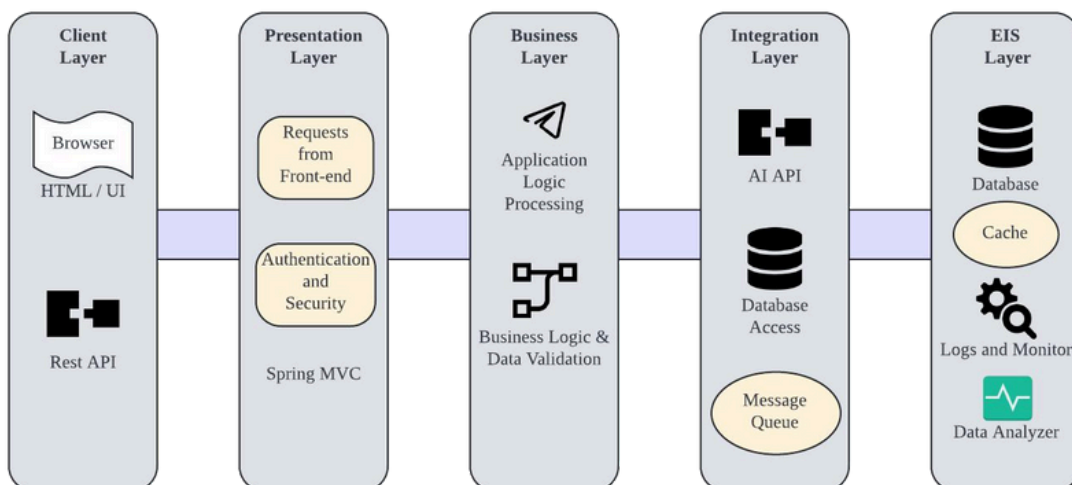 Client
Layer
Browser
HTML / UI
Rest API
Presentation
Layer
Requests
from
Front-end
Authentication
and
Security
Spring MVC
Business
Layer
Application
Logic
Processing
Business Logic &
Data Validation
Integration
Layer
AI API
Database
Access
Message
Queue
EIS
Layer
Database
Cache
Logs and Monitor
Data Analyzer